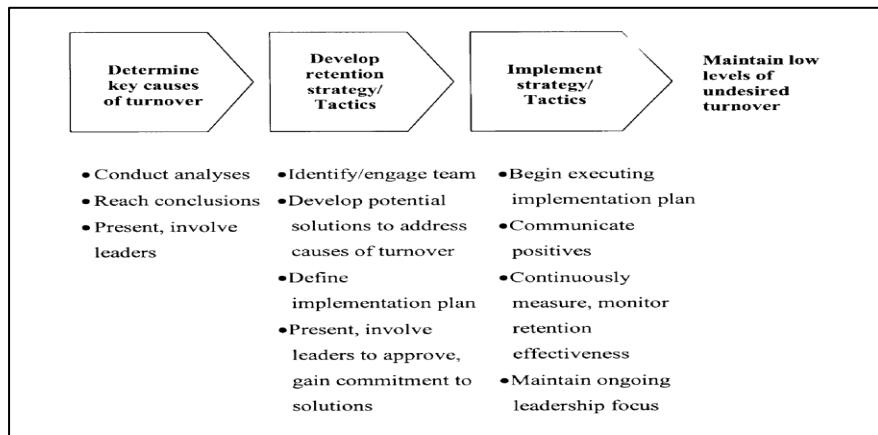 Determine
key causes
of turnover
Develop
retention
strategy/
Tactics
Implement
strategy/
Tactics
Maintain low
levels of
undesired
turnover
•Conduct analyses
•Reach conclusions
•Present, involve
leaders
•Identify/engage team
•Develop potential
solutions to address
causes of turnover
•Define
implementation plan
•Present, involve
leaders to approve,
gain commitment to
solutions
•Begin executing
implementation plan
•Communicate
positives
•Continuously
measure, monitor
retention
effectiveness
•Maintain ongoing
leadership focus